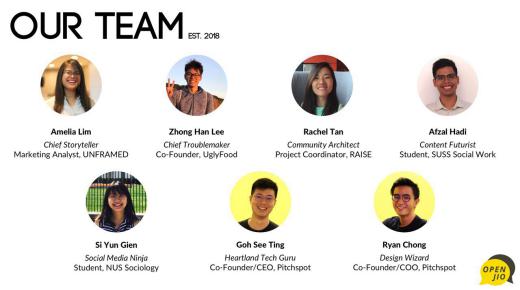 OUR TEAM EST. 2018
Amelia Lim
Chief Storyteller
Marketing Analyst, UNFRAMED
Zhong Han Lee
Chief Troublemaker
Co-Founder, UglyFood
Rachel Tan
Community Architect
Project Coordinator, RAISE
Afzal Hadi
Content Futurist
Student, SUSS Social Work
Si Yun Gien
Social Media Ninja
Student, NUS Sociology
Goh See Ting
Heartland Tech Guru
Co-Founder/CEO, Pitchspot
Ryan Chong
Design Wizard
Co-Founder/COO, Pitchspot
OPEN
JIO